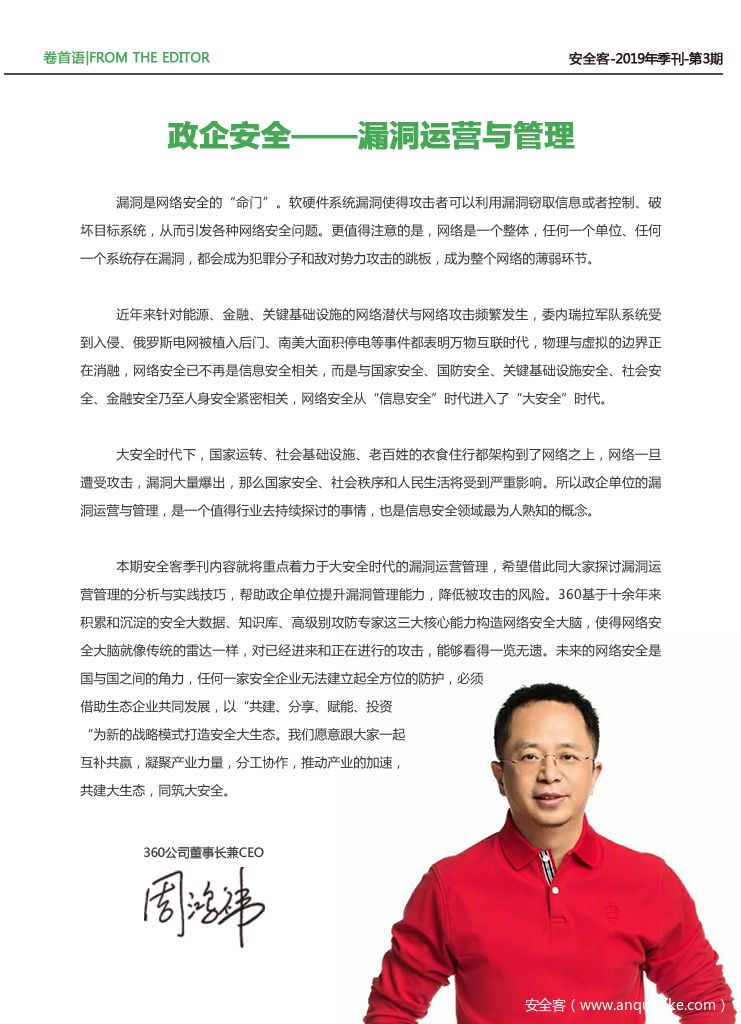 卷首语|FROM THE EDITOR
安全客-2019年季刊-第3期
政企安全——漏洞运营与管理
漏洞是网络安全的“命门”。软硬件系统漏洞使得攻击者可以利用漏洞窃取信息或者控制、破
坏目标系统，从而引发各种网络安全问题。更值得注意的是，网络是一个整体，任何一个单位、任何
一个系统存在漏洞，都会成为犯罪分子和敌对势力攻击的跳板，成为整个网络的薄弱环节。
近年来针对能源、金融、关键基础设施的网络潜伏与网络攻击频繁发生，委内瑞拉军队系统受
到入侵、俄罗斯电网被植入后门、南美大面积停电等事件都表明万物互联时代，物理与虚拟的边界正
在消融，网络安全已不再是信息安全相关，而是与国家安全、国防安全、关键基础设施安全、社会安
全、金融安全乃至人身安全紧密相关，网络安全从“信息安全”时代进入了“大安全”时代。
大安全时代下，国家运转、社会基础设施、老百姓的衣食住行都架构到了网络之上，网络一旦
遭受攻击，漏洞大量爆出，那么国家安全、社会秩序和人民生活将受到严重影响。所以政企单位的漏
洞运营与管理，是一个值得行业去持续探讨的事情，也是信息安全领域最为人熟知的概念。
本期安全客季刊内容就将重点着力于大安全时代的漏洞运营管理，希望借此同大家探讨漏洞运
营管理的分析与实践技巧，帮助政企单位提升漏洞管理能力，降低被攻击的风险。360基于十余年来
积累和沉淀的安全大数据、知识库、高级别攻防专家这三大核心能力构造网络安全大脑，使得网络安
全大脑就像传统的雷达一样，对已经进来和正在进行的攻击，能够看得一览无遗。未来的网络安全是
国与国之间的角力，任何一家安全企业无法建立起全方位的防护，必须
借助生态企业共同发展，以“共建、分享、赋能、投资
“为新的战略模式打造安全大生态。我们愿意跟大家一起
互补共赢，凝聚产业力量，分工协作，推动产业的加速，
共建大生态，同筑大安全。
360公司董事长兼CEO
周鸿祎
安全客（www.anquanke.com）